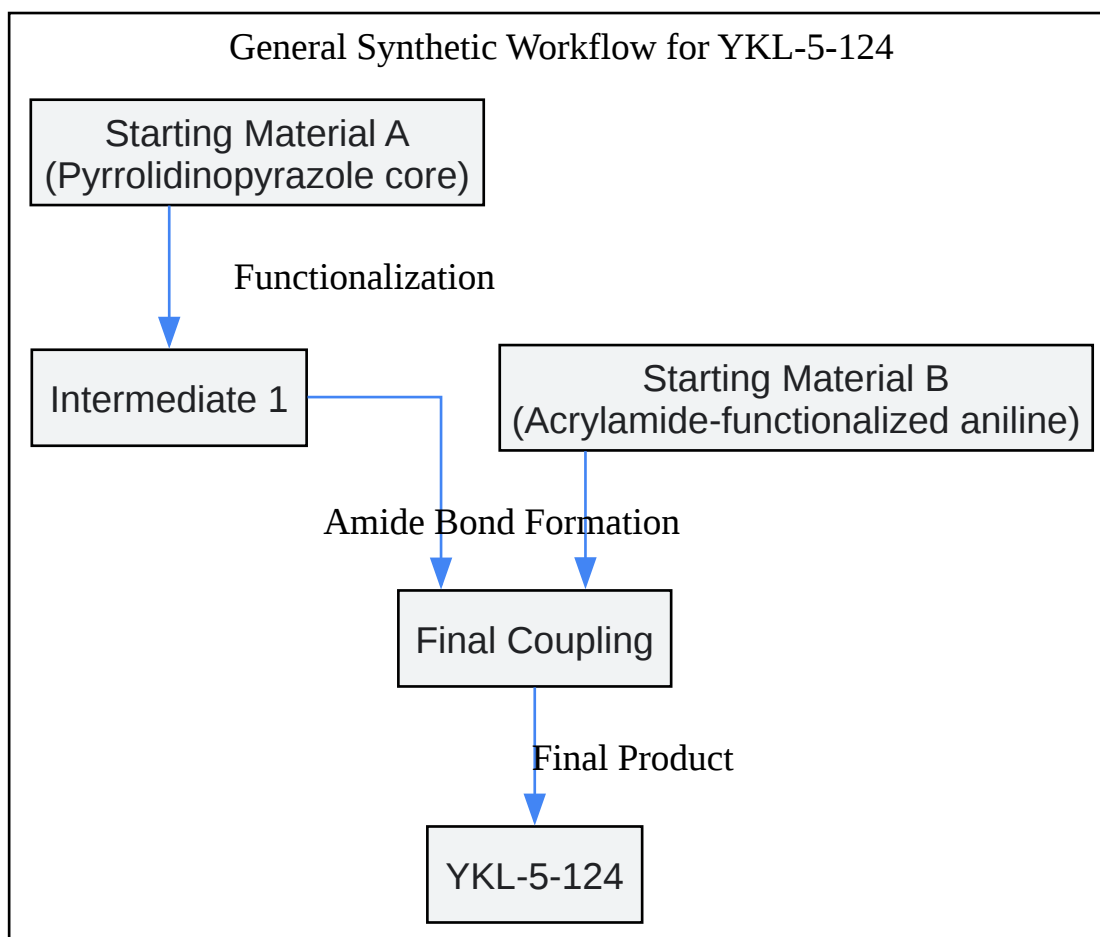 General Synthetic Workflow for YKL-5-124
Starting Material A
(Pyrrolidinopyrazole core)
Functionalization
Intermediate 1
Starting Material B
(Acrylamide-functionalized aniline)
Amide Bond Formation
Final Coupling
Final Product
YKL-5-124